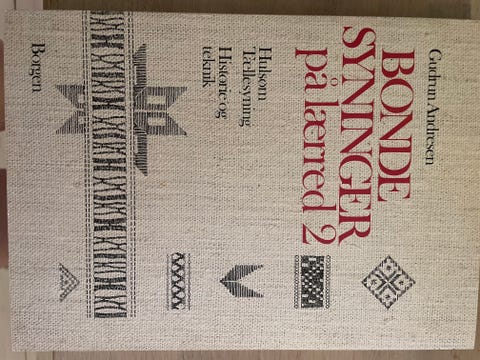 Gudrun Andresen
BONDE
SYNINGER
på lærred 2
Hulsøm
Tællesyning
Historie og
teknik
Borgen